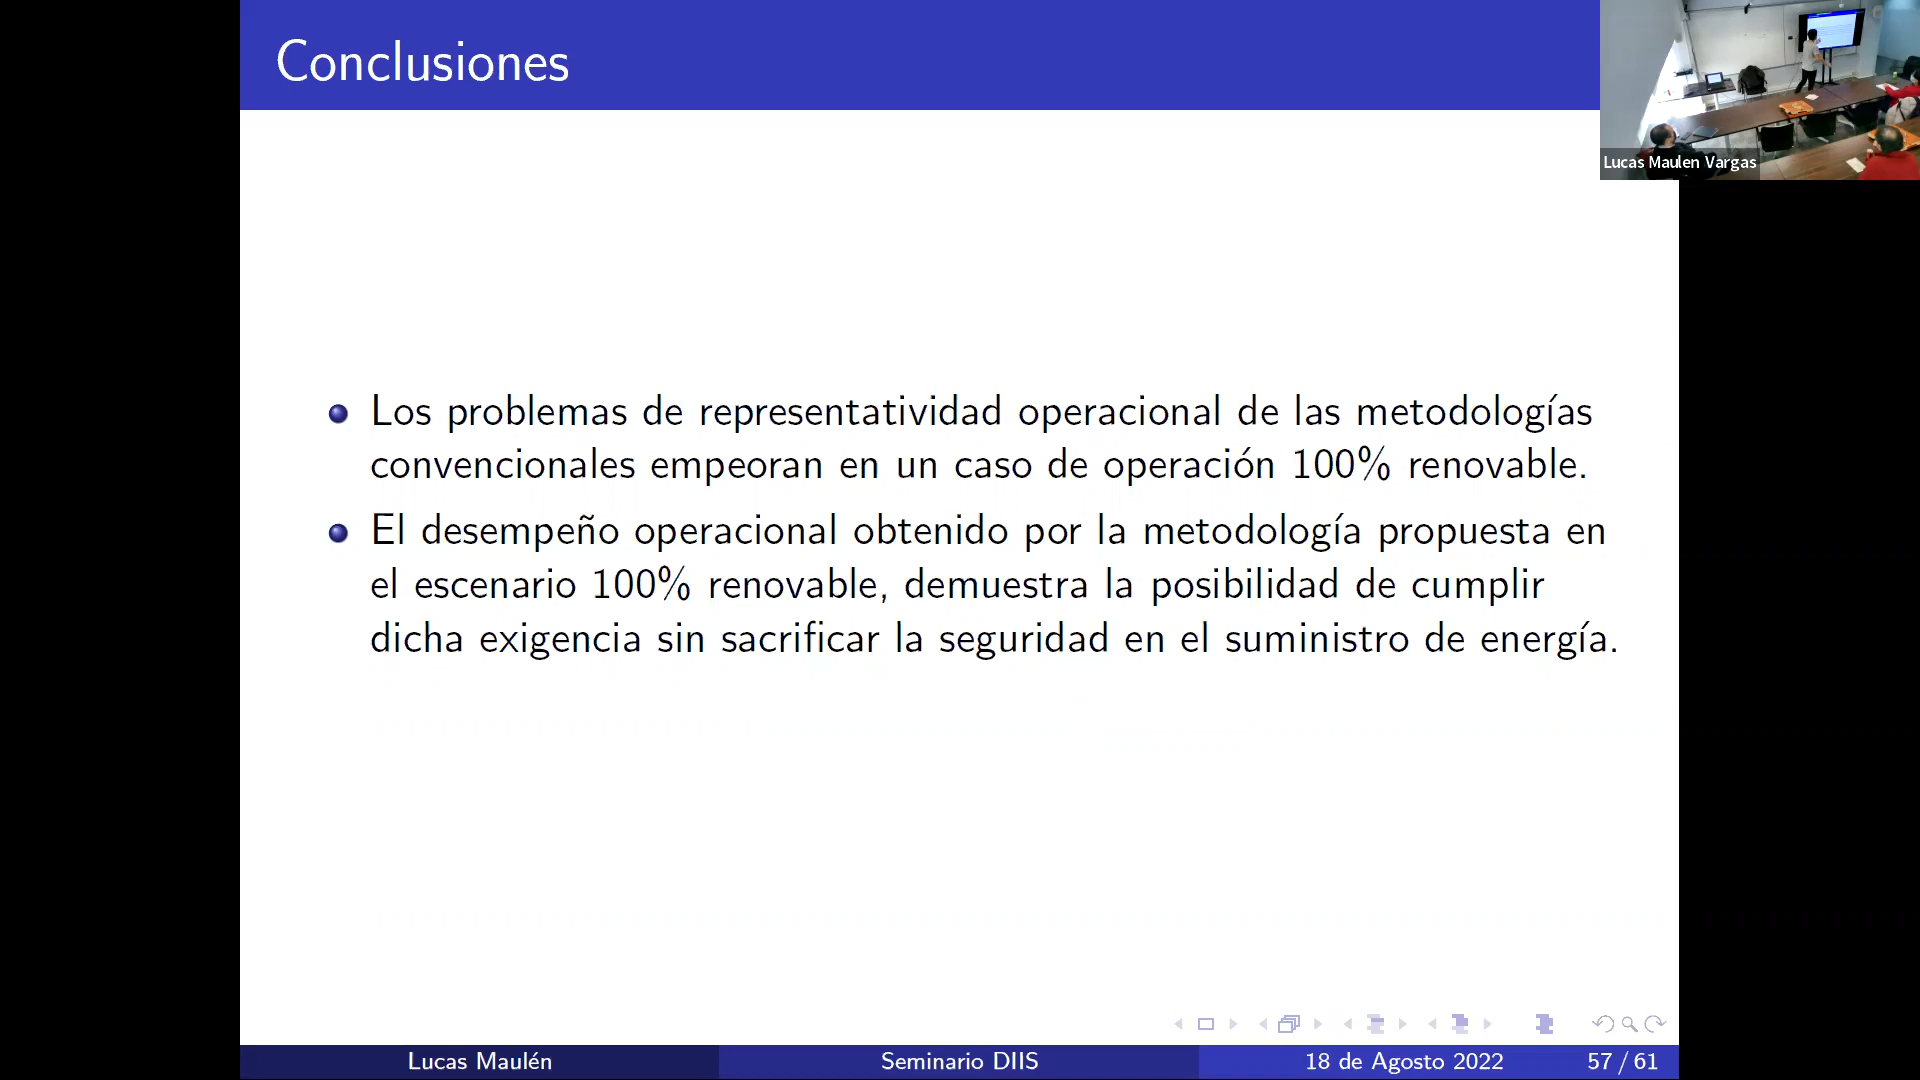 Conclusiones
Lucas Maulen Vargas
Los problemas de representatividad operacional de las metodologías
convencionales empeoran en un caso de operación 100% renovable.
El desempeño operacional obtenido por la metodología propuesta en
el escenario 100% renovable, demuestra la posibilidad de cumplir
dicha exigencia sin sacrificar la seguridad en el suministro de energía.
Lucas Maulén
Seminario DIIS
18 de Agosto 2022
57 / 61